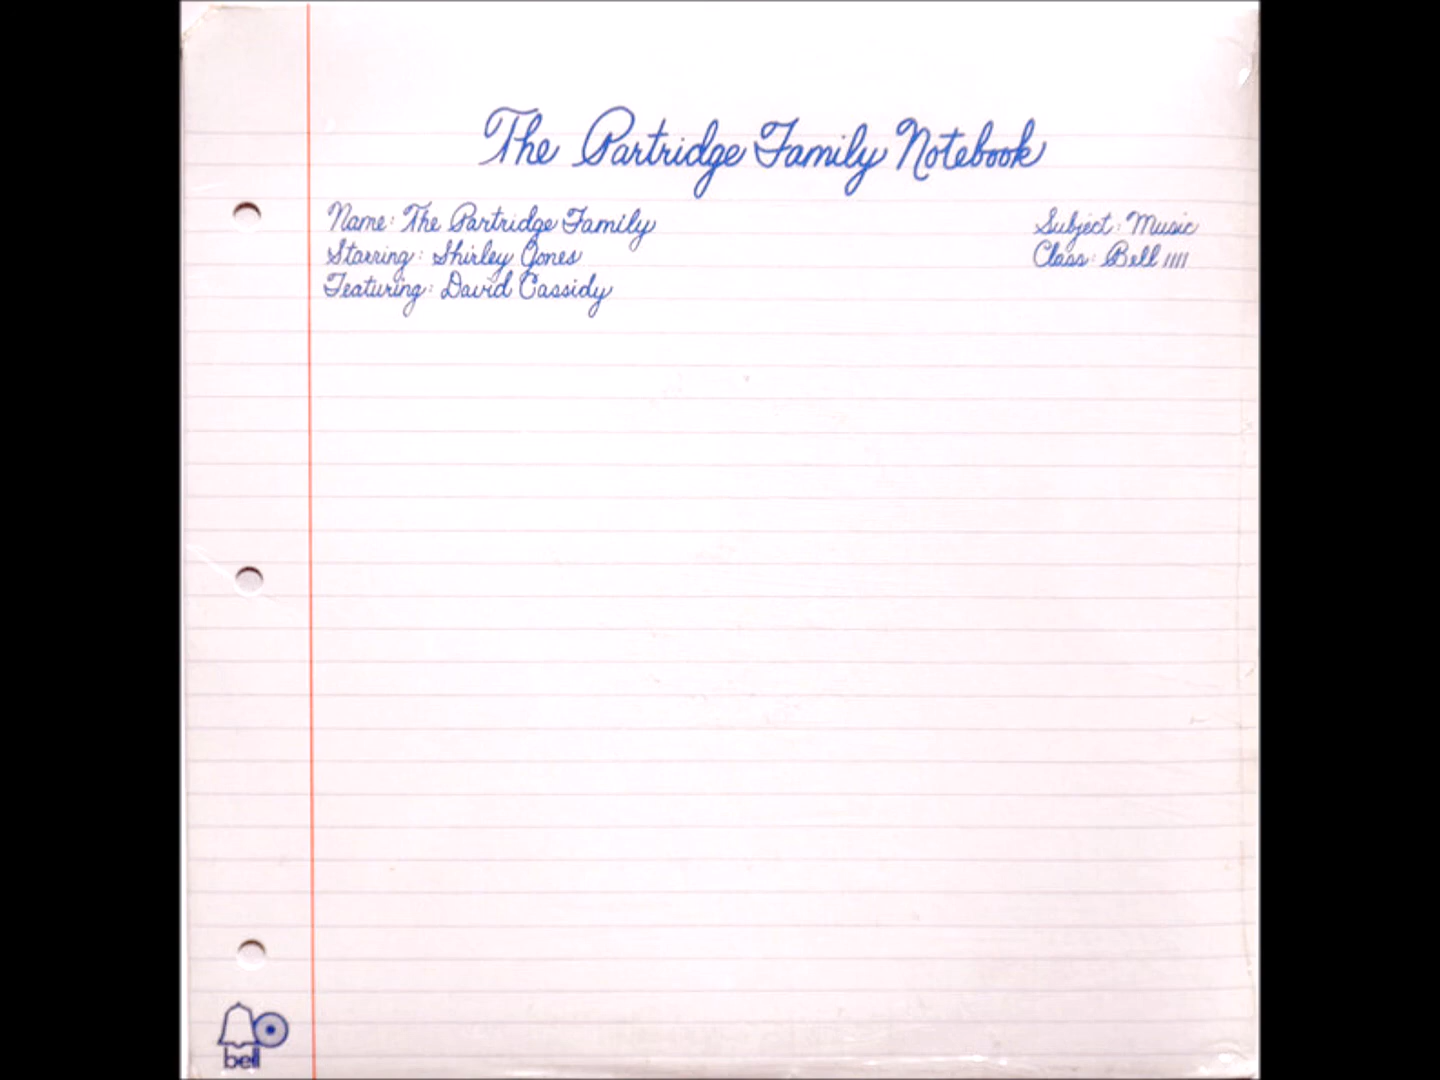 The Partridge Family Notebook
Name: The Partridge Family
Starring: Shirley Jones
Featuring: David Cassidy
Subject: Music
Class: Bell 1111
bell